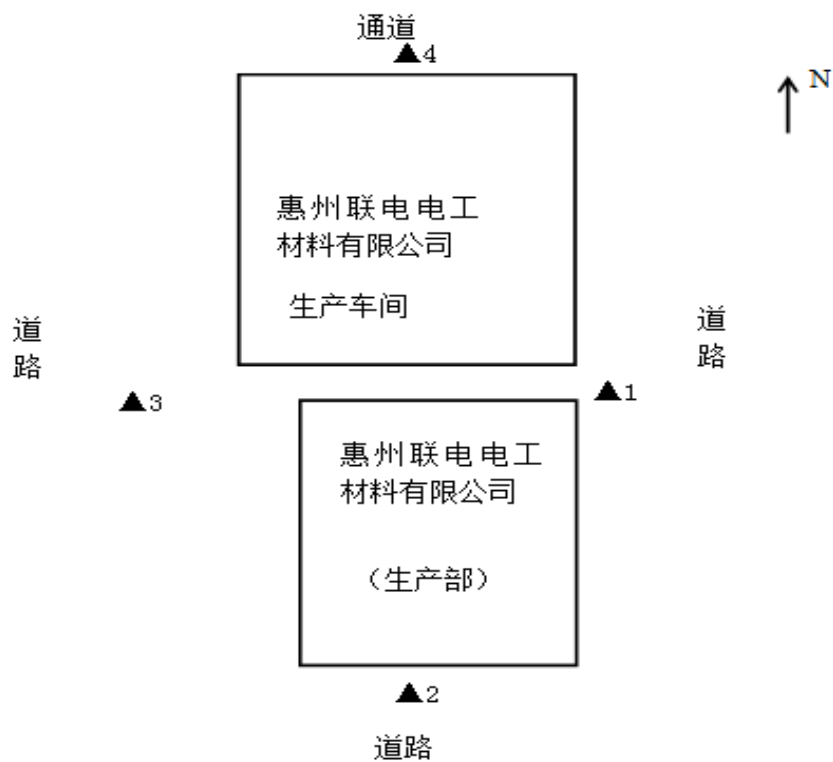 通道
▲4
N
惠州联电电工
材料有限公司
生产车间
道
路
道
路
▲3
▲1
惠州联电电工
材料有限公司
（生产部）
▲2
道路